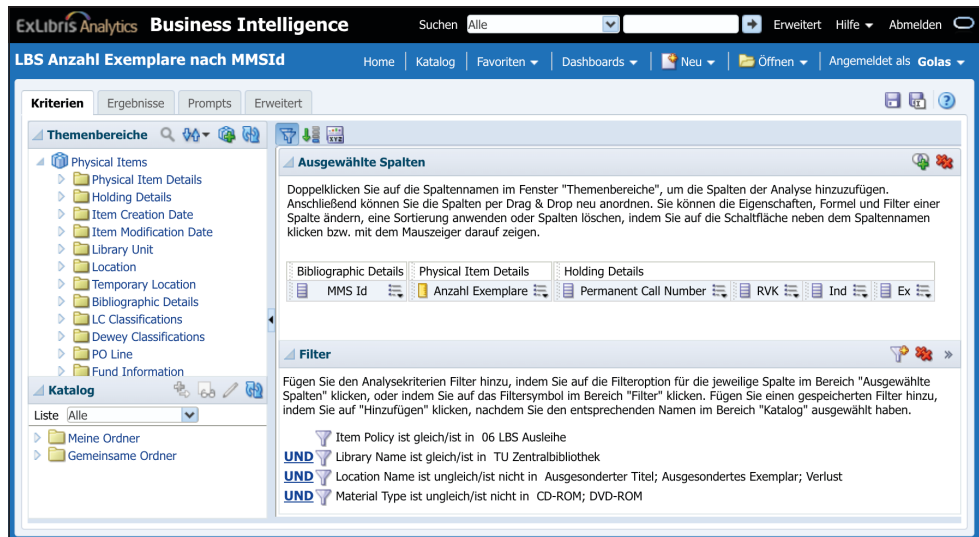 ExLibris Analytics Business Intelligence Suchen Alle Erweitert Hilfe Abmelden
LBS Anzahl Exemplare nach MMSId Home Katalog Favoriten Dashboards Neu Öffnen Angemeldet als Golas
Kriterien Ergebnisse Prompts Erweitert
Themenbereiche
Physical Items
Physical Item Details
Holding Details
Item Creation Date
Item Modification Date
Library Unit
Location
Temporary Location
Bibliographic Details
LC Classifications
Dewey Classifications
PO Line
Fund Information
Katalog
Liste Alle
Meine Ordner
Gemeinsame Ordner
Ausgewählte Spalten
Doppelklicken Sie auf die Spaltennamen im Fenster "Themenbereiche", um die Spalten der Analyse hinzuzufügen.
Anschließend können Sie die Spalten per Drag & Drop neu anordnen. Sie können die Eigenschaften, Formel und Filter einer
Spalte ändern, eine Sortierung anwenden oder Spalten löschen, indem Sie auf die Schaltfläche neben dem Spaltennamen
klicken bzw. mit dem Mauszeiger darauf zeigen.
Bibliographic Details Physical Item Details Holding Details
MMS Id Anzahl Exemplare Permanent Call Number RVK Ind Ex
Filter
Fügen Sie den Analysekriterien Filter hinzu, indem Sie auf die Filteroption für die jeweilige Spalte im Bereich "Ausgewählte
Spalten" klicken, oder indem Sie auf das Filtersymbol im Bereich "Filter" klicken. Fügen Sie einen gespeicherten Filter hinzu,
indem Sie auf "Hinzufügen" klicken, nachdem Sie den entsprechenden Namen im Bereich "Katalog" ausgewählt haben.
Item Policy ist gleich/ist in 06 LBS Ausleihe
UND Library Name ist gleich/ist in TU Zentralbibliothek
UND Location Name ist ungleich/ist nicht in Ausgesonderter Titel; Ausgesondertes Exemplar; Verlust
UND Material Type ist ungleich/ist nicht in CD-ROM; DVD-ROM